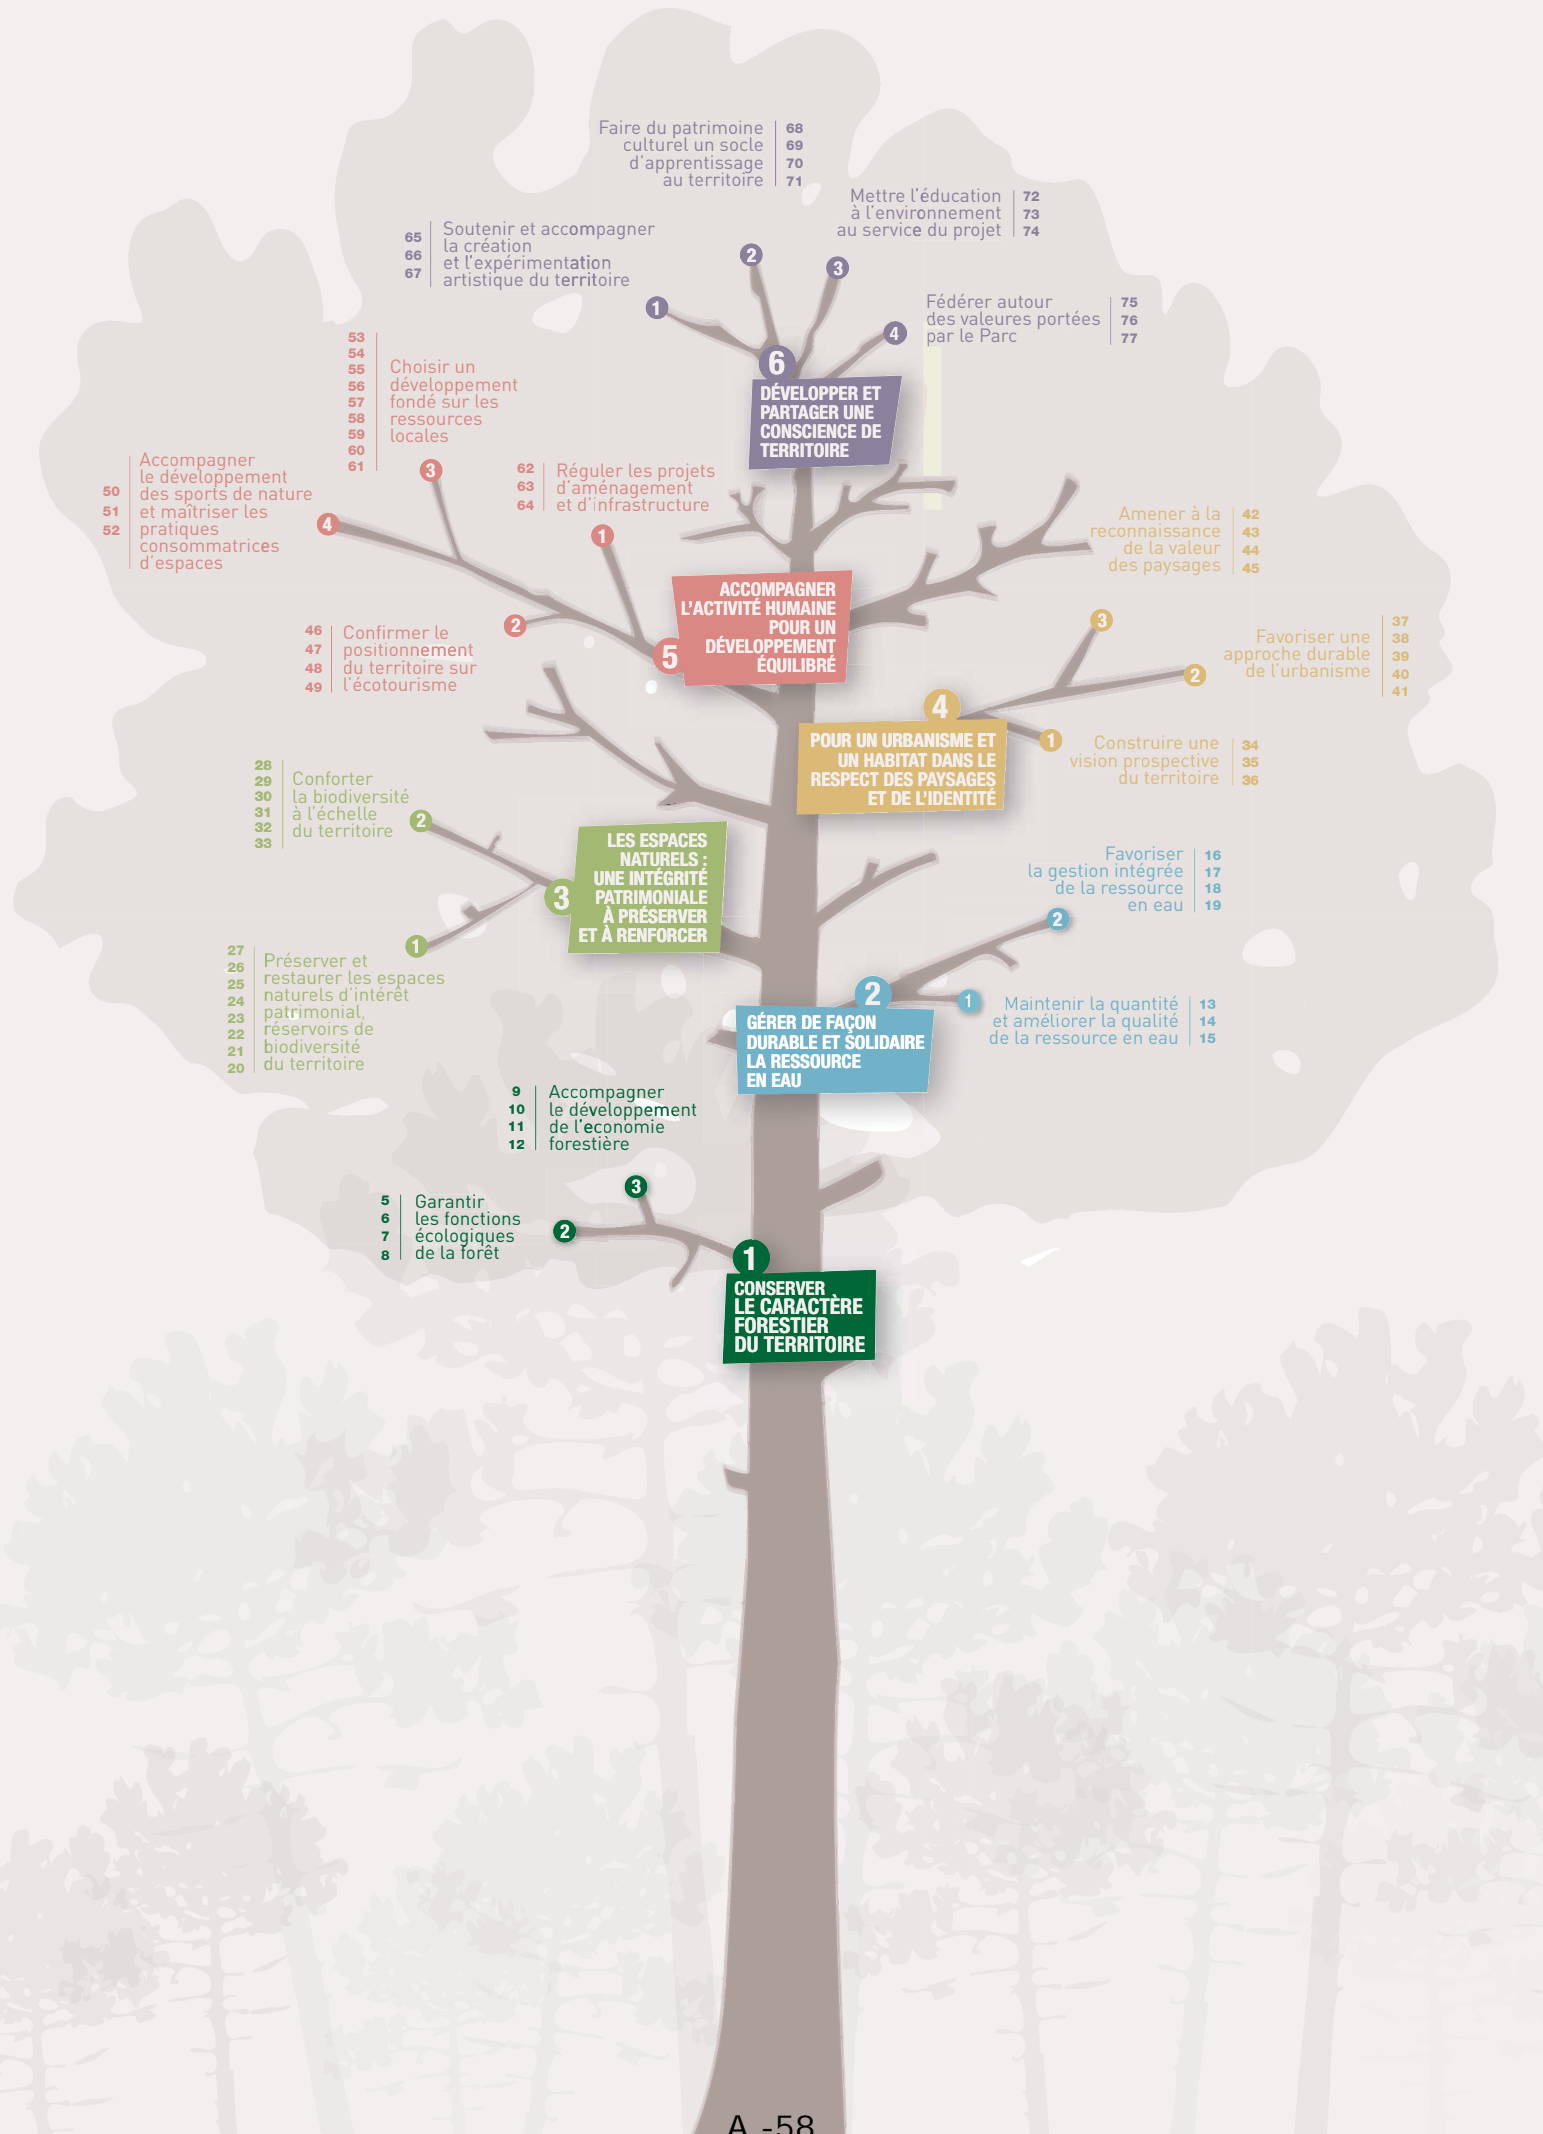 Faire du patrimoine
culturel un socle
d'apprentissage
au territoire
68
69
70
71
Mettre l'éducation
à l'environnement
au service du projet
72
73
74
65
66
67
Soutenir et accompagner
la création
et l'expérimentation
artistique du territoire
2
3
1
4
Fédérer autour
des valeures portées
par le Parc
75
76
77
6
DÉVELOPPER ET
PARTAGER UNE
CONSCIENCE DE
TERRITOIRE
53
54
55
56
57
58
59
60
61
Choisir un
développement
fondé sur les
ressources
locales
3
50
51
52
Accompagner
le développement
des sports de nature
et maîtriser les
pratiques
consommatrices
d'espaces
4
62
63
64
Réguler les projets
d'aménagement
et d'infrastructure
1
46
47
48
49
Confirmer le
positionnement
du territoire sur
l'écotourisme
2
5
ACCOMPAGNER
L'ACTIVITÉ HUMAINE
POUR UN
DÉVELOPPEMENT
ÉQUILIBRÉ
Amener à la
reconnaissance
de la valeur
des paysages
42
43
44
45
3
Favoriser une
approche durable
de l'urbanisme
37
38
39
40
41
2
4
1
Construire une
vision prospective
du territoire
34
35
36
POUR UN URBANISME ET
UN HABITAT DANS LE
RESPECT DES PAYSAGES
ET DE L'IDENTITÉ
28
29
30
31
32
33
Conforter
la biodiversité
à l'échelle
du territoire
2
3
LES ESPACES
NATURELS :
UNE INTÉGRITÉ
PATRIMONIALE
À PRÉSERVER
ET À RENFORCER
1
27
26
25
24
23
22
21
20
Préserver et
restaurer les espaces
naturels d'intérêt
patrimonial,
réservoirs de
biodiversité
du territoire
Favoriser
la gestion intégrée
de la ressource
en eau
16
17
18
19
2
2
1
Maintenir la quantité
et améliorer la qualité
de la ressource en eau
13
14
15
GÉRER DE FAÇON
DURABLE ET SOLIDAIRE
LA RESSOURCE
EN EAU
9
10
11
12
Accompagner
le développement
de l'economie
forestière
3
5
6
7
8
Garantir
les fonctions
écologiques
de la forêt
2
1
CONSERVER
LE CARACTÈRE
FORESTIER
DU TERRITOIRE
A -58